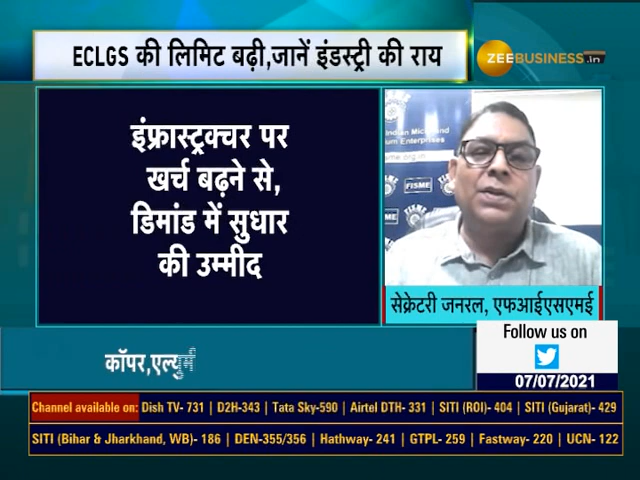 ECLGS की लिमिट बढ़ी,जानें इंडस्ट्री की राय
ZEEBUSINESS.in
इंफ्रास्ट्रक्चर पर
खर्च बढ़ने से,
डिमांड में सुधार
की उम्मीद
FISME
सेक्रेटरी जनरल, एफआईएसएमई
Follow us on
07/07/2021
कॉपर,
Channel available on: Dish TV- 731 | D2H-343 | Tata Sky-590 | Airtel DTH- 331 | SITI (ROI)- 404 | SITI (Gujarat)- 429
SITI (Bihar & Jharkhand, WB)- 186 | DEN-355/356 | Hathway- 241 | GTPL- 259 | Fastway- 220 | UCN- 122